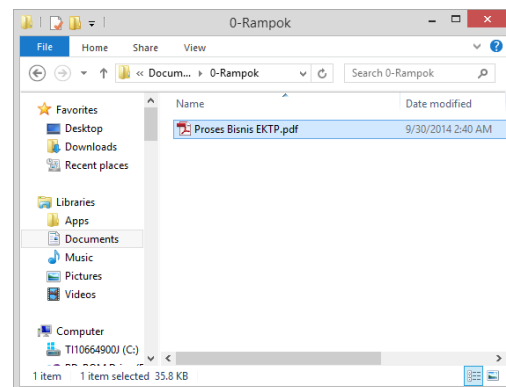 0-Rampok
File Home Share View
« Docum... 0-Rampok Search 0-Rampok
Name Date modified
Proses Bisnis EKTP.pdf 9/30/2014 2:40 AM
Favorites
Desktop
Downloads
Recent places
Libraries
Apps
Documents
Music
Pictures
Videos
Computer
TI10664900J (C:)
1 item 1 item selected 35.8 KB